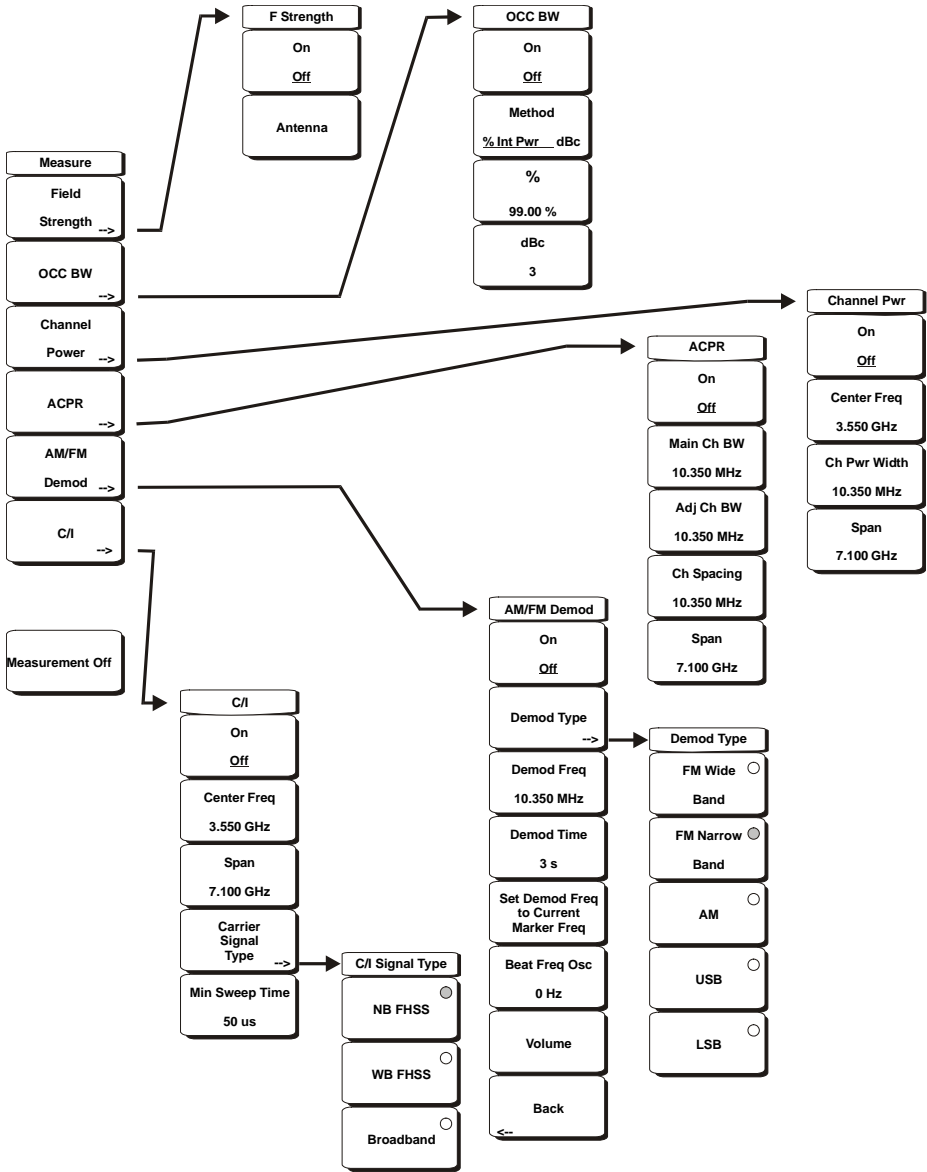 Measure
Field
Strength -->
OCC BW
-->
Channel
Power -->
ACPR
-->
AM/FM
Demod -->
C/I
-->
Measurement Off
F Strength
On
Off
Antenna
OCC BW
On
Off
Method
% Int Pwr dBc
%
99.00 %
dBc
3
Channel Pwr
On
Off
Center Freq
3.550 GHz
Ch Pwr Width
10.350 MHz
Span
7.100 GHz
ACPR
On
Off
Main Ch BW
10.350 MHz
Adj Ch BW
10.350 MHz
Ch Spacing
10.350 MHz
Span
7.100 GHz
AM/FM Demod
On
Off
Demod Type
-->
Demod Freq
10.350 MHz
Demod Time
3 s
Set Demod Freq
to Current
Marker Freq
Beat Freq Osc
0 Hz
Volume
Back
<--
Demod Type
FM Wide
Band
FM Narrow
Band
AM
USB
LSB
C/I
On
Off
Center Freq
3.550 GHz
Span
7.100 GHz
Carrier
Signal
Type -->
Min Sweep Time
50 us
C/I Signal Type
NB FHSS
WB FHSS
Broadband